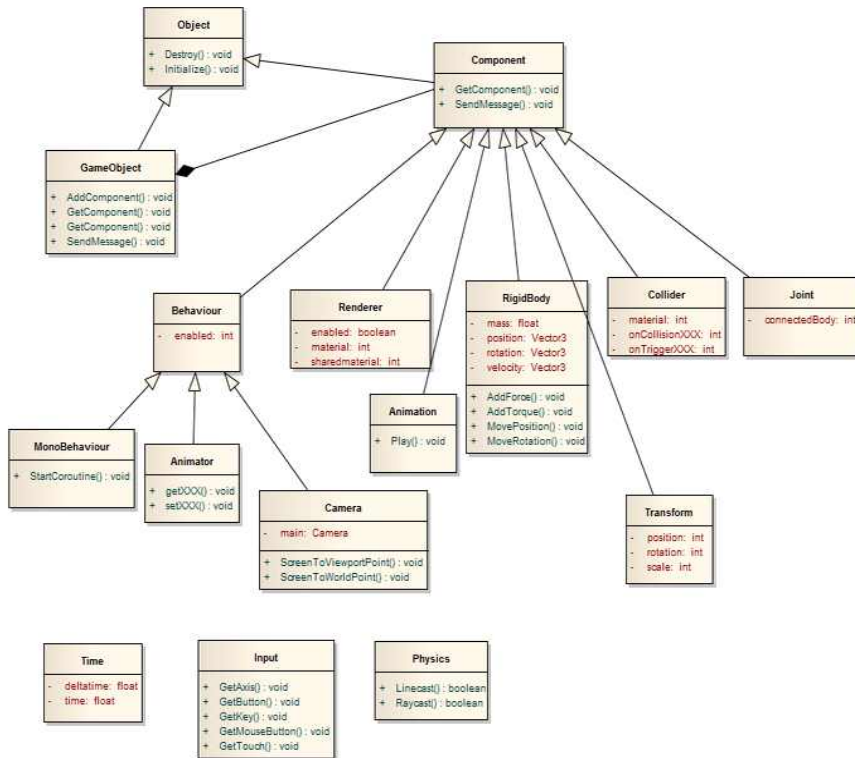 Object
+ Destroy() : void
+ Initialize() : void
Component
+ GetComponent() : void
+ SendMessage() : void
GameObject
+ AddComponent() : void
+ GetComponent() : void
+ GetComponent() : void
+ SendMessage() : void
Behaviour
- enabled: int
Renderer
- enabled: boolean
- material: int
- sharedmaterial: int
RigidBody
- mass: float
- position: Vector3
- rotation: Vector3
- velocity: Vector3
+ AddForce() : void
+ AddTorque() : void
+ MovePosition() : void
+ MoveRotation() : void
Collider
- material: int
- onCollisionXXX: int
- onTriggerXXX: int
Joint
- connectedBody: int
Animation
+ Play() : void
MonoBehaviour
+ StartCoroutine() : void
Animator
+ getXXX() : void
+ setXXX() : void
Camera
- main: Camera
+ ScreenToViewportPoint() : void
+ ScreenToWorldPoint() : void
Transform
- position: int
- rotation: int
- scale: int
Time
- deltatime: float
- time: float
Input
+ GetAxis() : void
+ GetButton() : void
+ GetKey() : void
+ GetMouseButton() : void
+ GetTouch() : void
Physics
+ Linecast() : boolean
+ Raycast() : boolean